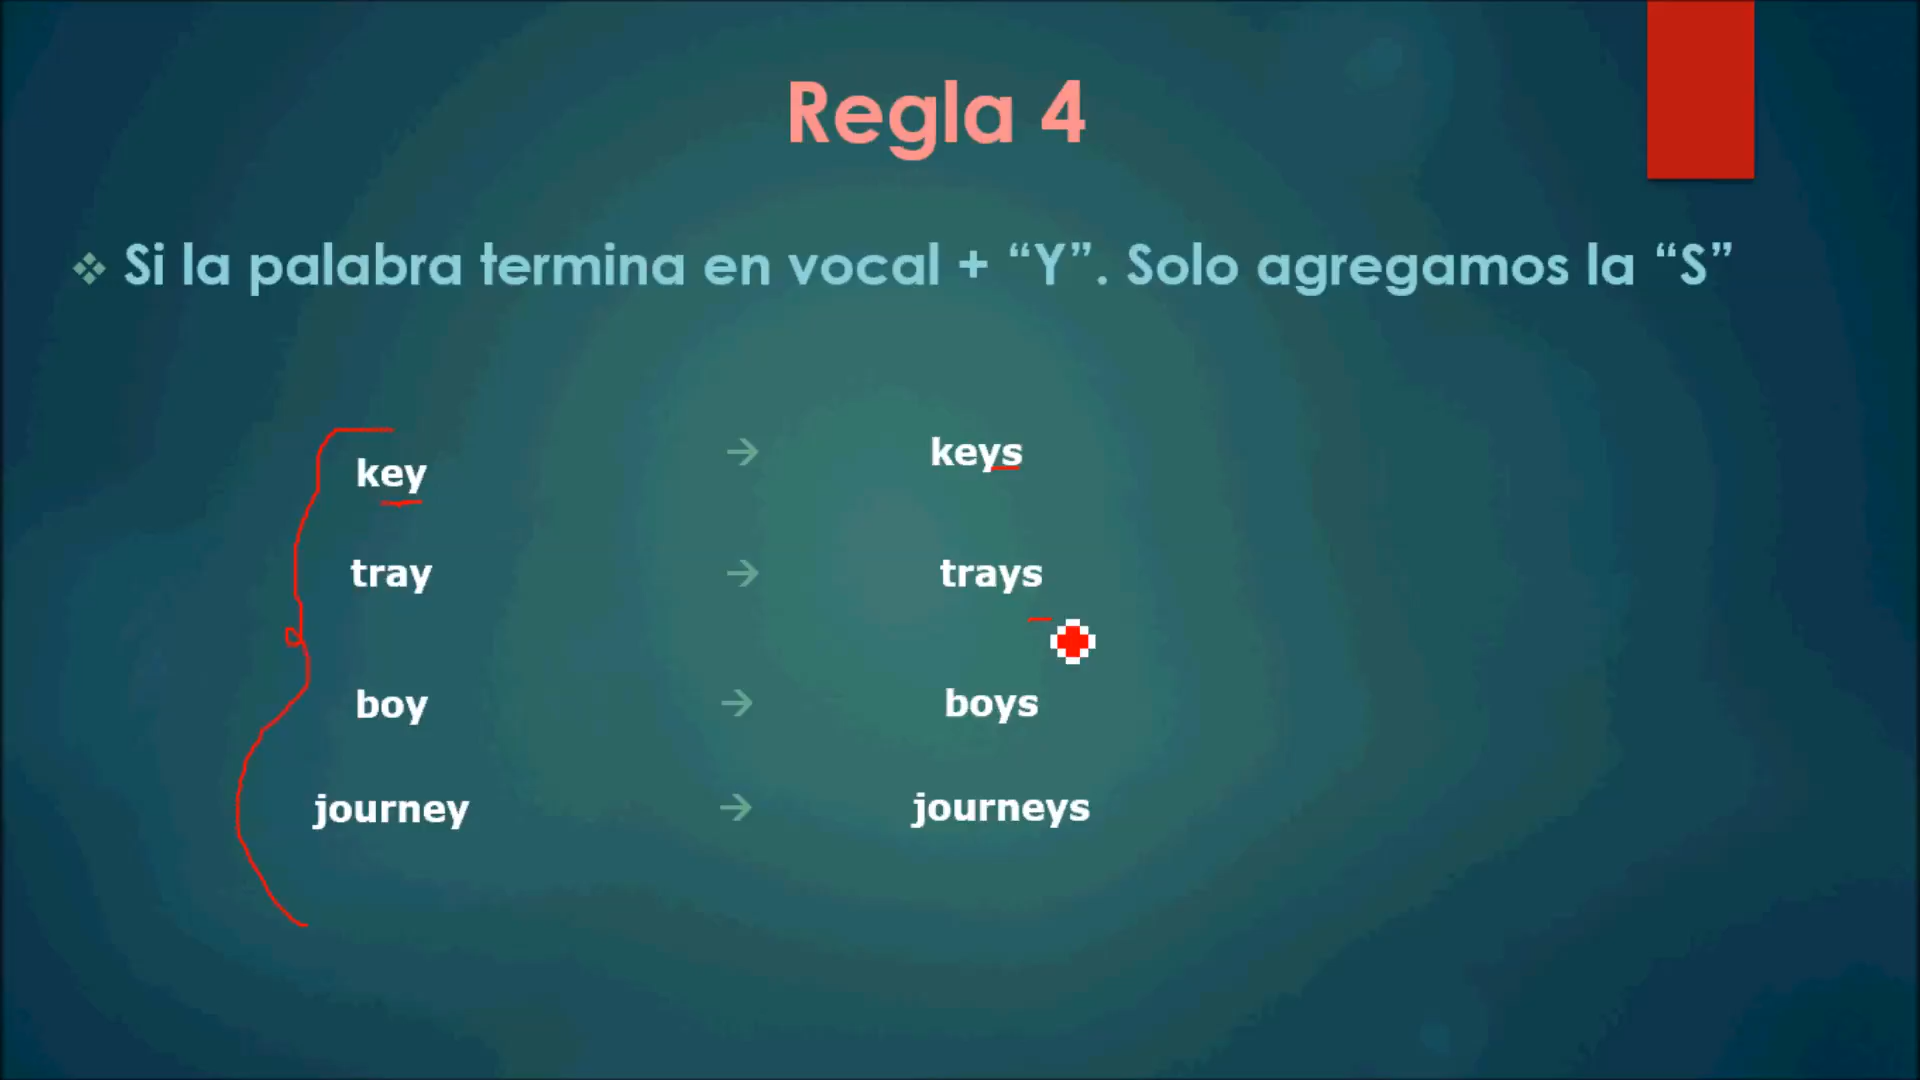 Regla 4
Si la palabra termina en vocal + “Y”. Solo agregamos la “S”
key → keys
tray → trays
boy → boys
journey → journeys